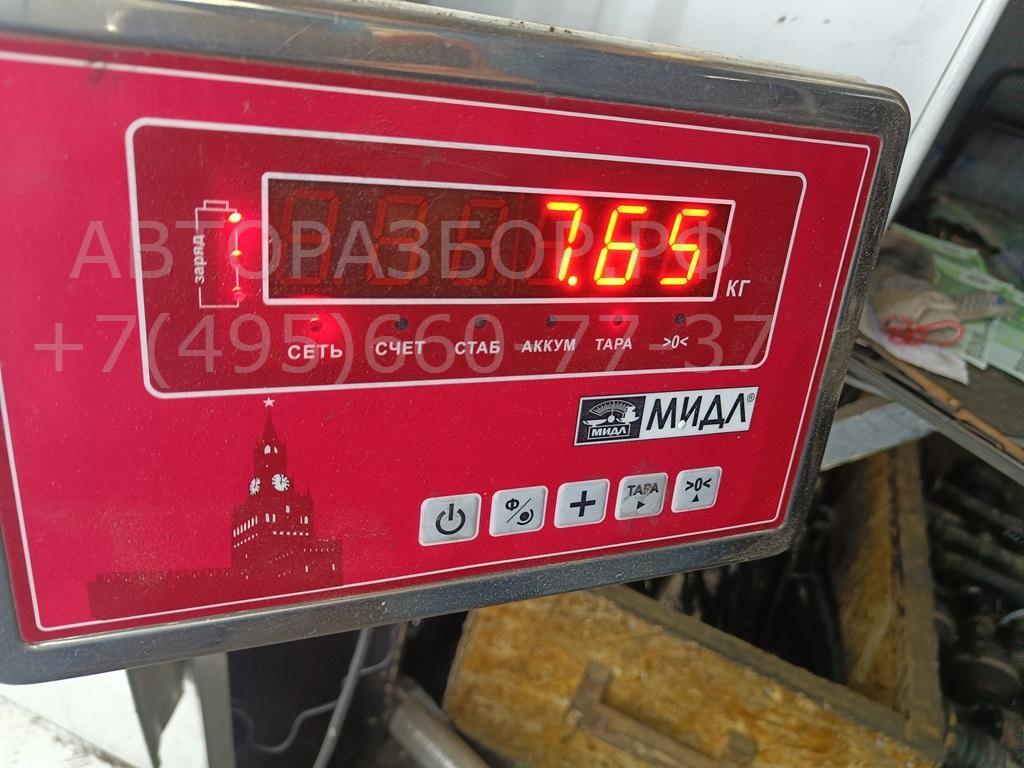 заряд
7.65
КГ
СЕТЬ СЧЕТ СТАБ АККУМ ТАРА >0<
АВТОРАЗБОР.РФ
+7(495)660-77-37
МИДЛ МИДЛ®
Ф + ТАРА >0<